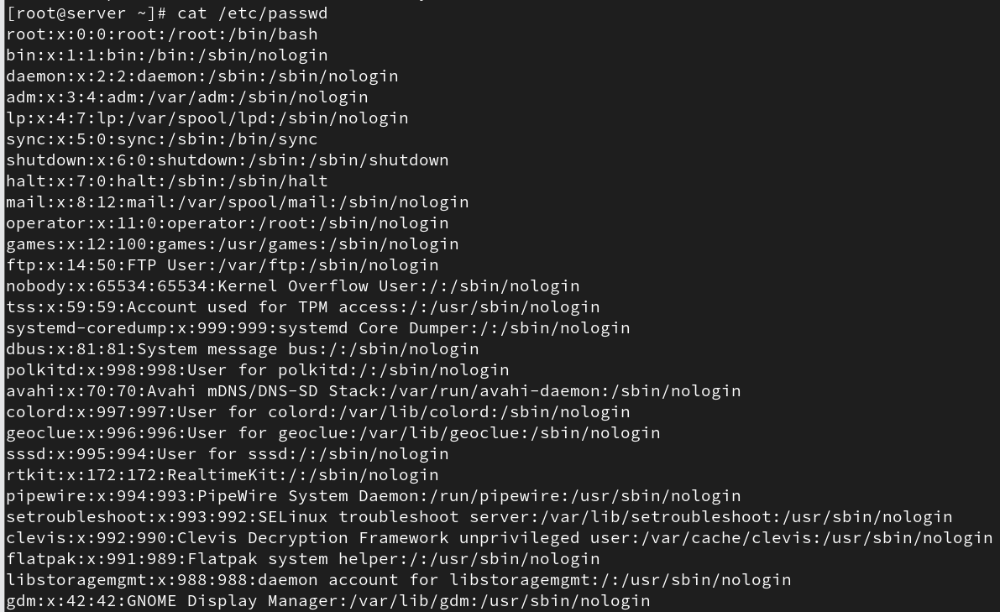 [root@server ~]# cat /etc/passwd
root:x:0:0:root:/root:/bin/bash
bin:x:1:1:bin:/bin:/sbin/nologin
daemon:x:2:2:daemon:/sbin:/sbin/nologin
adm:x:3:4:adm:/var/adm:/sbin/nologin
lp:x:4:7:lp:/var/spool/lpd:/sbin/nologin
sync:x:5:0:sync:/sbin:/bin/sync
shutdown:x:6:0:shutdown:/sbin:/sbin/shutdown
halt:x:7:0:halt:/sbin:/sbin/halt
mail:x:8:12:mail:/var/spool/mail:/sbin/nologin
operator:x:11:0:operator:/root:/sbin/nologin
games:x:12:100:games:/usr/games:/sbin/nologin
ftp:x:14:50:FTP User:/var/ftp:/sbin/nologin
nobody:x:65534:65534:Kernel Overflow User:/:/sbin/nologin
tss:x:59:59:Account used for TPM access:/:/usr/sbin/nologin
systemd-coredump:x:999:999:systemd Core Dumper:/:/sbin/nologin
dbus:x:81:81:System message bus:/:/sbin/nologin
polkitd:x:998:998:User for polkitd:/:/sbin/nologin
avahi:x:70:70:Avahi mDNS/DNS-SD Stack:/var/run/avahi-daemon:/sbin/nologin
colord:x:997:997:User for colord:/var/lib/colord:/sbin/nologin
geoclue:x:996:996:User for geoclue:/var/lib/geoclue:/sbin/nologin
sssd:x:995:994:User for sssd:/:/sbin/nologin
rtkit:x:172:172:RealtimeKit:/:/sbin/nologin
pipewire:x:994:993:PipeWire System Daemon:/run/pipewire:/usr/sbin/nologin
setroubleshoot:x:993:992:SELinux troubleshoot server:/var/lib/setroubleshoot:/usr/sbin/nologin
clevis:x:992:990:Clevis Decryption Framework unprivileged user:/var/cache/clevis:/usr/sbin/nologin
flatpak:x:991:989:Flatpak system helper:/:/usr/sbin/nologin
libstoragemgmt:x:988:988:daemon account for libstoragemgmt:/:/usr/sbin/nologin
gdm:x:42:42:GNOME Display Manager:/var/lib/gdm:/usr/sbin/nologin